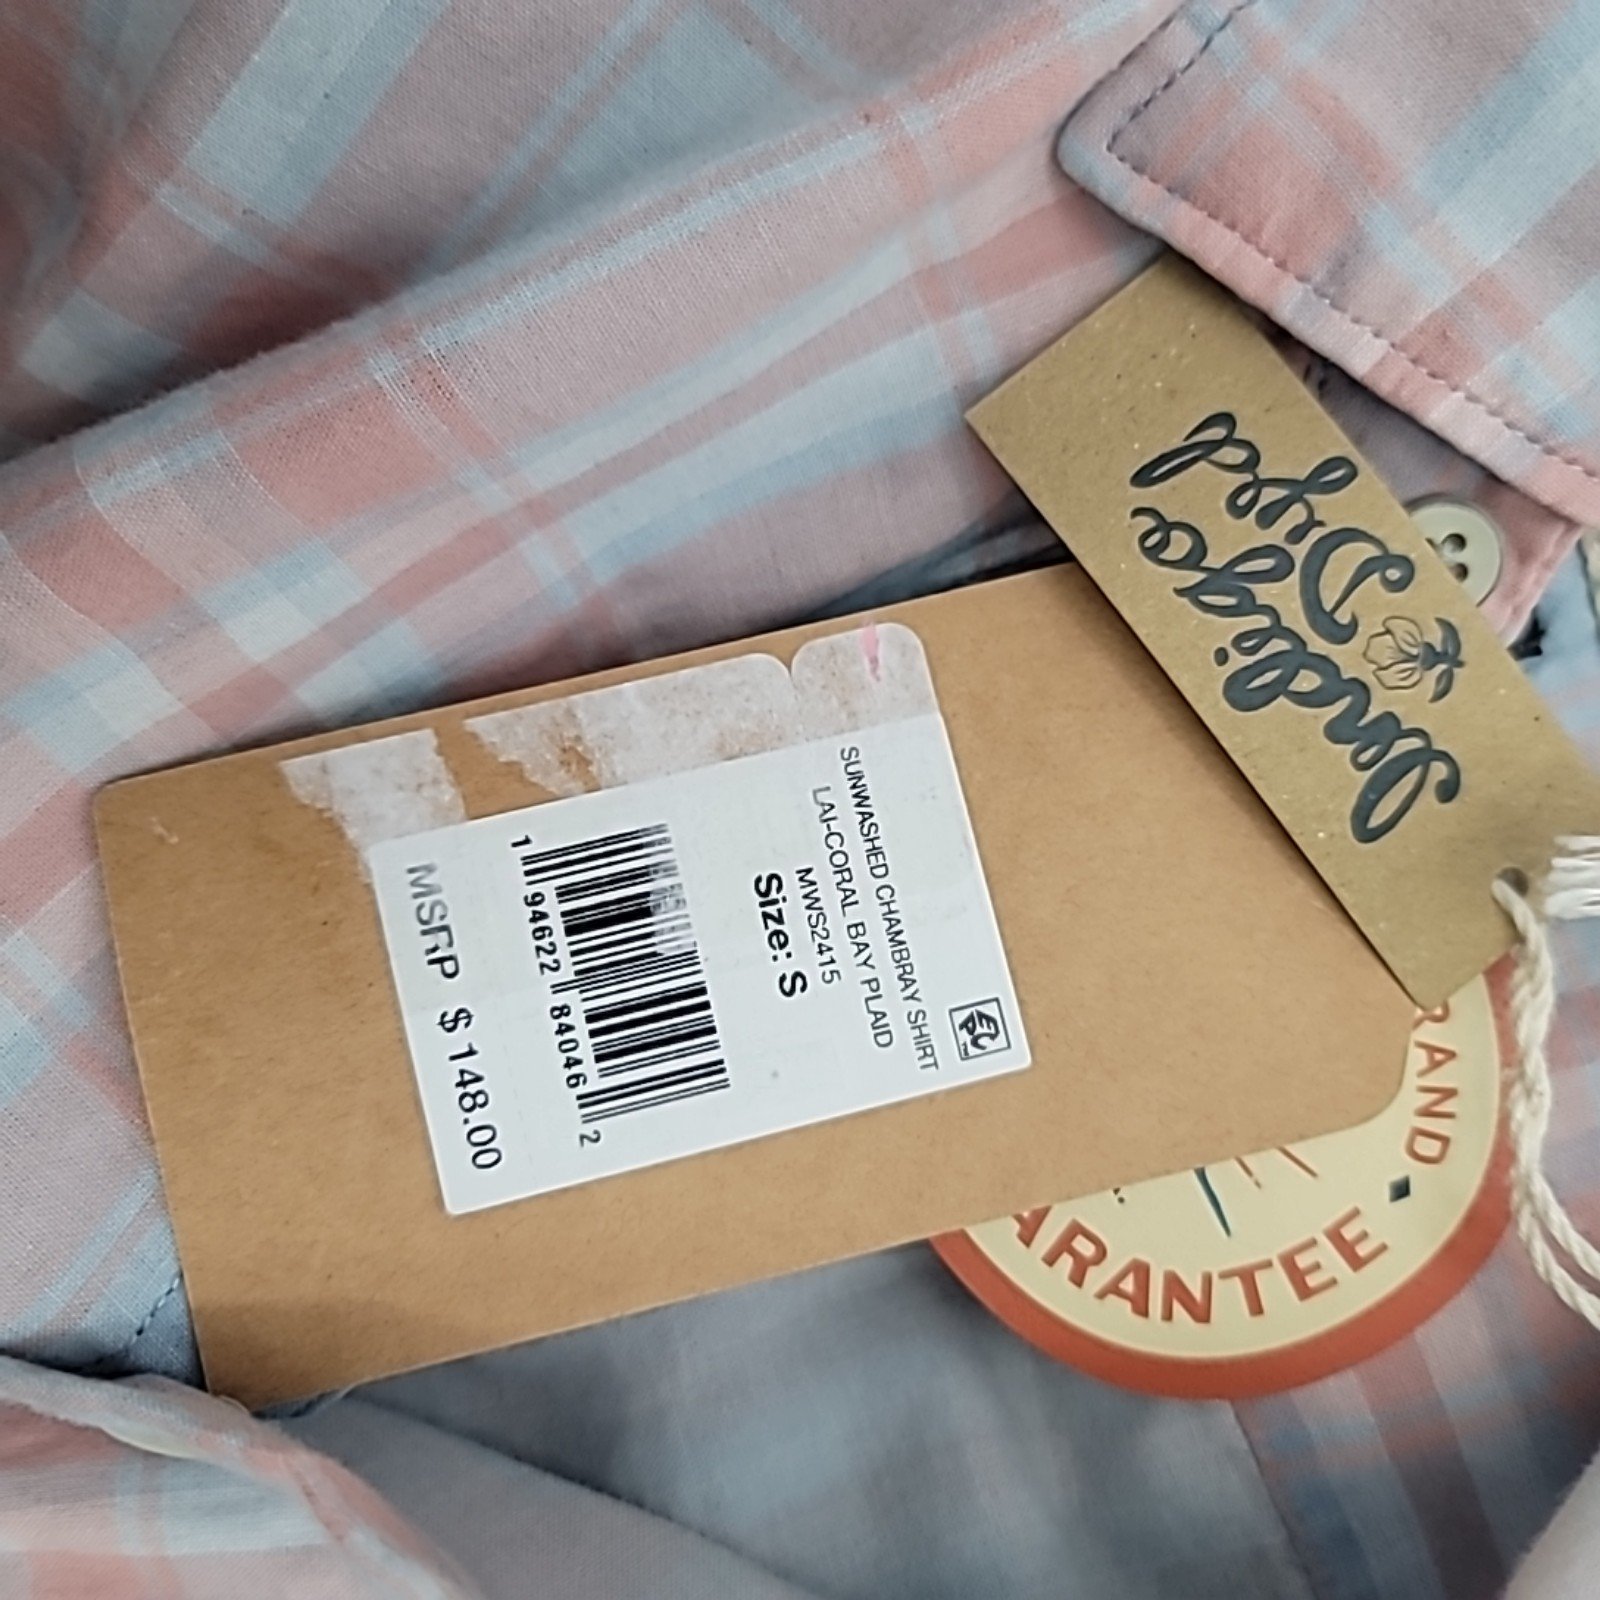 SUNWASHED CHAMBRAY SHIRT
LAI-CORAL BAY PLAID
MWS2415
Size: S
1 94622 84046 2
MSRP $148.00
Indigo
Dyed
RAND
ARANTEE